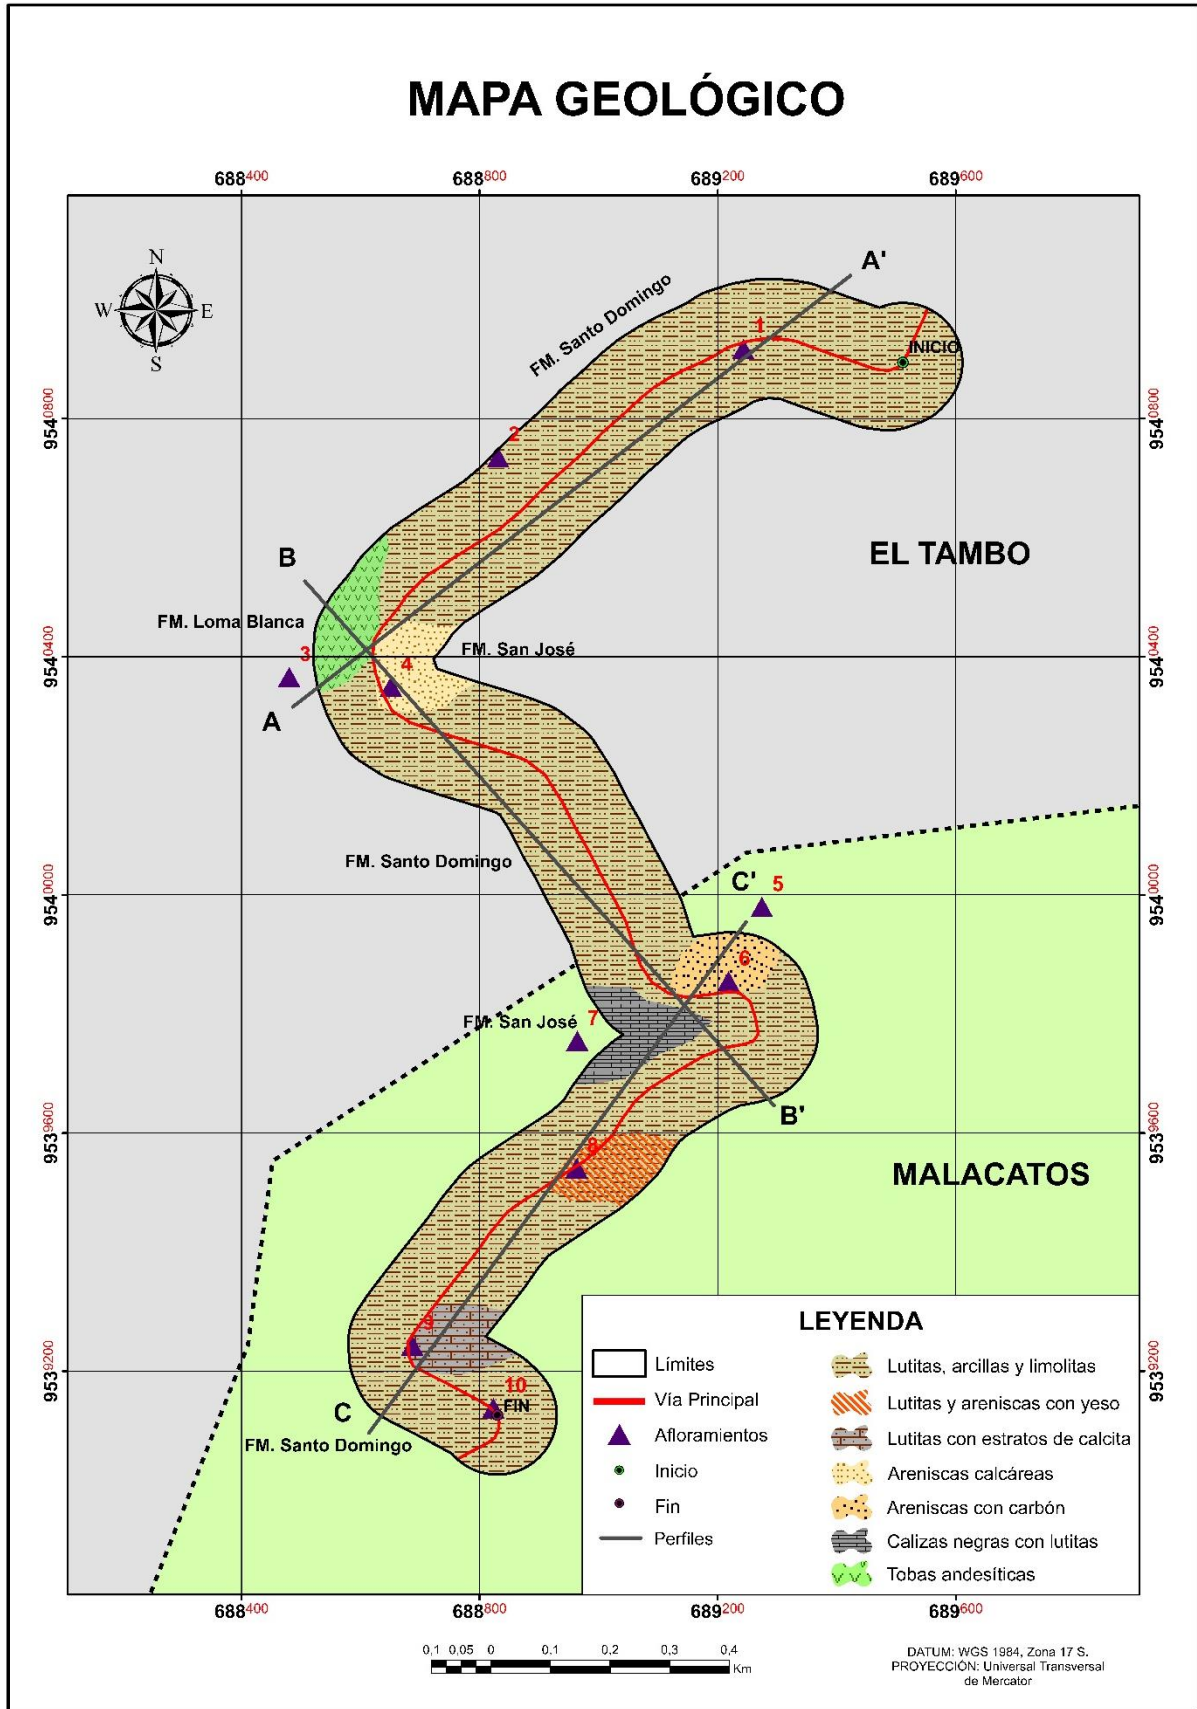 MAPA GEOLÓGICO
688400 688800 689200 689600
N
W E
S
A'
FM. Santo Domingo
1
INICIO
9540800 9540800
2
B
EL TAMBO
FM. Loma Blanca
3
4
FM. San José
9540400 9540400
A
FM. Santo Domingo
C'
5
9540000 9540000
6
FM. San José
7
B'
9539600 9539600
8
MALACATOS
9
9539200 9539200
10
FIN
C
FM. Santo Domingo
LEYENDA
Límites
Vía Principal
Afloramientos
Inicio
Fin
Perfiles
Lutitas, arcillas y limolitas
Lutitas y areniscas con yeso
Lutitas con estratos de calcita
Areniscas calcáreas
Areniscas con carbón
Calizas negras con lutitas
Tobas andesíticas
688400 688800 689200 689600
0,1 0,05 0 0,1 0,2 0,3 0,4
Km
DATUM: WGS 1984, Zona 17 S.
PROYECCIÓN: Universal Transversal
de Mercator